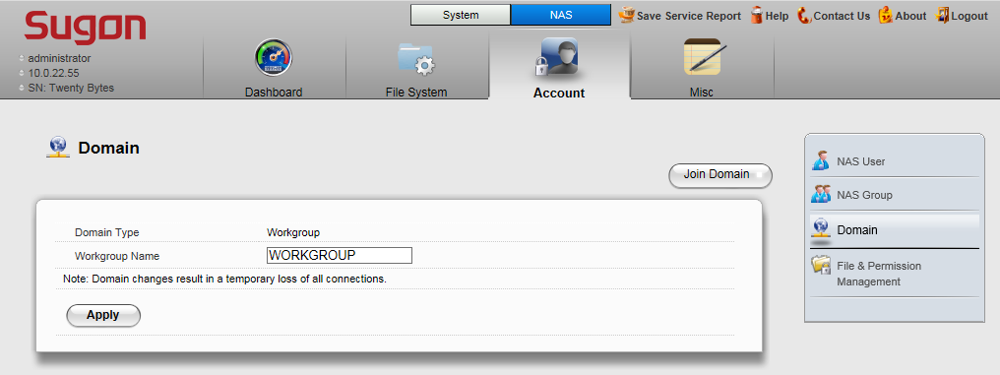 Sugon
System
NAS
Save Service Report
Help
Contact Us
About
Logout
administrator
10.0.22.55
SN: Twenty Bytes
Dashboard
File System
Account
Misc
Domain
Join Domain
Domain Type
Workgroup
Workgroup Name
WORKGROUP
Note: Domain changes result in a temporary loss of all connections.
Apply
NAS User
NAS Group
Domain
File & Permission
Management